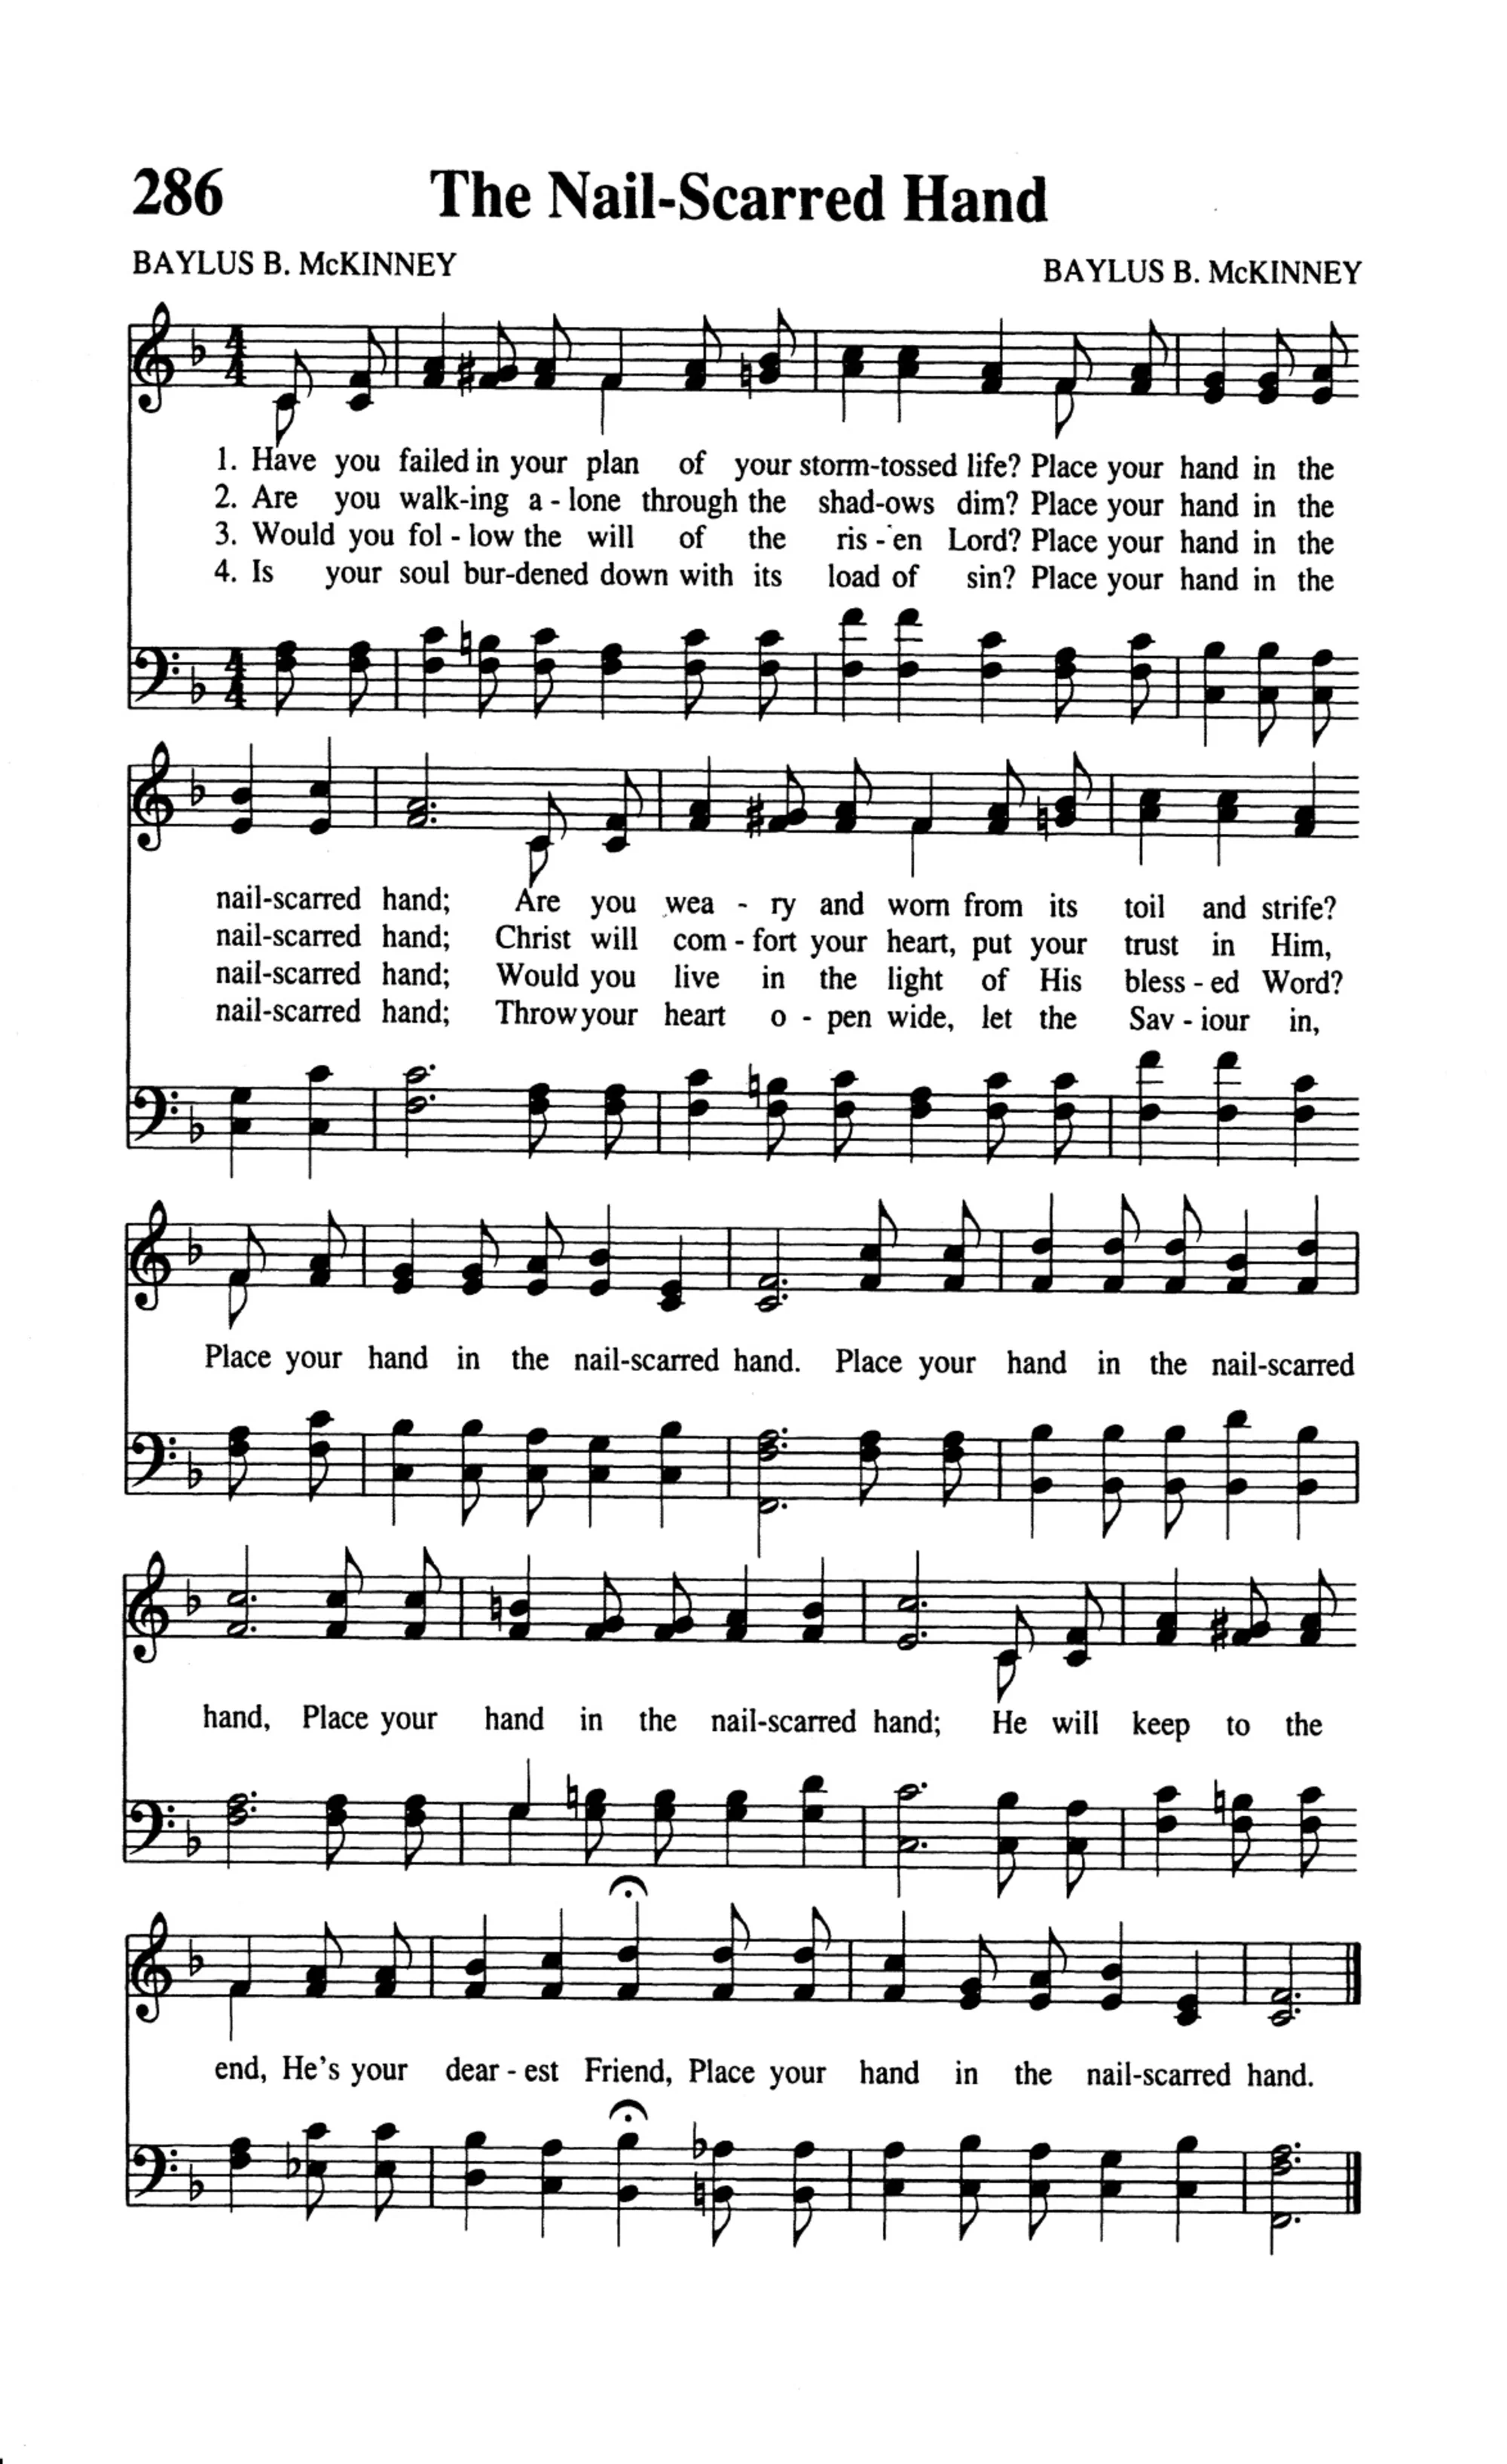 286 The Nail-Scarred Hand
BAYLUS B. McKINNEY BAYLUS B. McKINNEY
1. Have you failed in your plan of your storm-tossed life? Place your hand in the
2. Are you walk-ing a - lone through the shad-ows dim? Place your hand in the
3. Would you fol - low the will of the ris - en Lord? Place your hand in the
4. Is your soul bur-dened down with its load of sin? Place your hand in the
nail-scarred hand; Are you wea - ry and worn from its toil and strife?
nail-scarred hand; Christ will com - fort your heart, put your trust in Him,
nail-scarred hand; Would you live in the light of His bless - ed Word?
nail-scarred hand; Throw your heart o - pen wide, let the Sav - iour in,
Place your hand in the nail-scarred hand. Place your hand in the nail-scarred
hand, Place your hand in the nail-scarred hand; He will keep to the
end, He's your dear - est Friend, Place your hand in the nail-scarred hand.